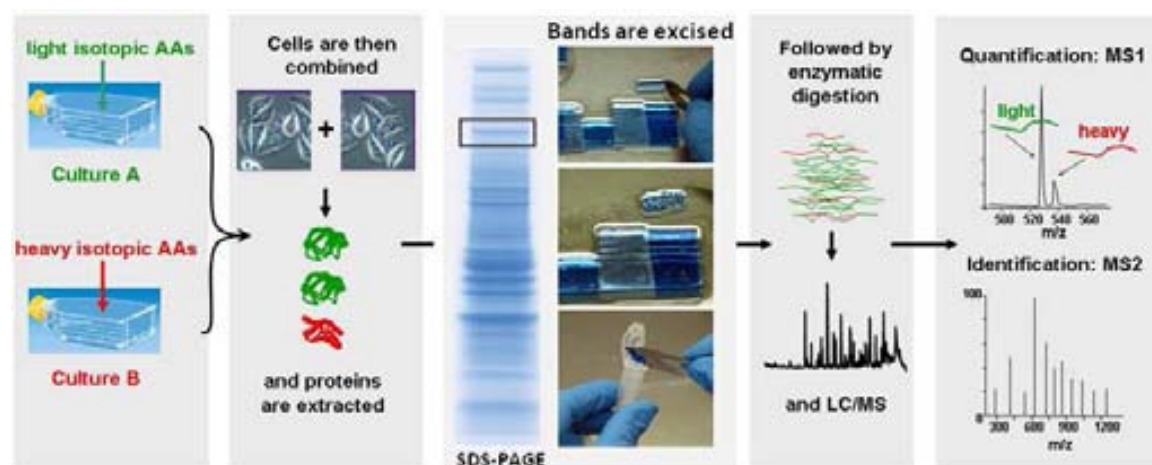 light isotopic AAs
Culture A
heavy isotopic AAs
Culture B
Cells are then
combined
+
and proteins
are extracted
SDS-PAGE
Bands are excised
Followed by
enzymatic
digestion
and LC/MS
Quantification: MS1
light
heavy
500 520 540 560
m/z
Identification: MS2
100
0
300 600 900 1200
m/z